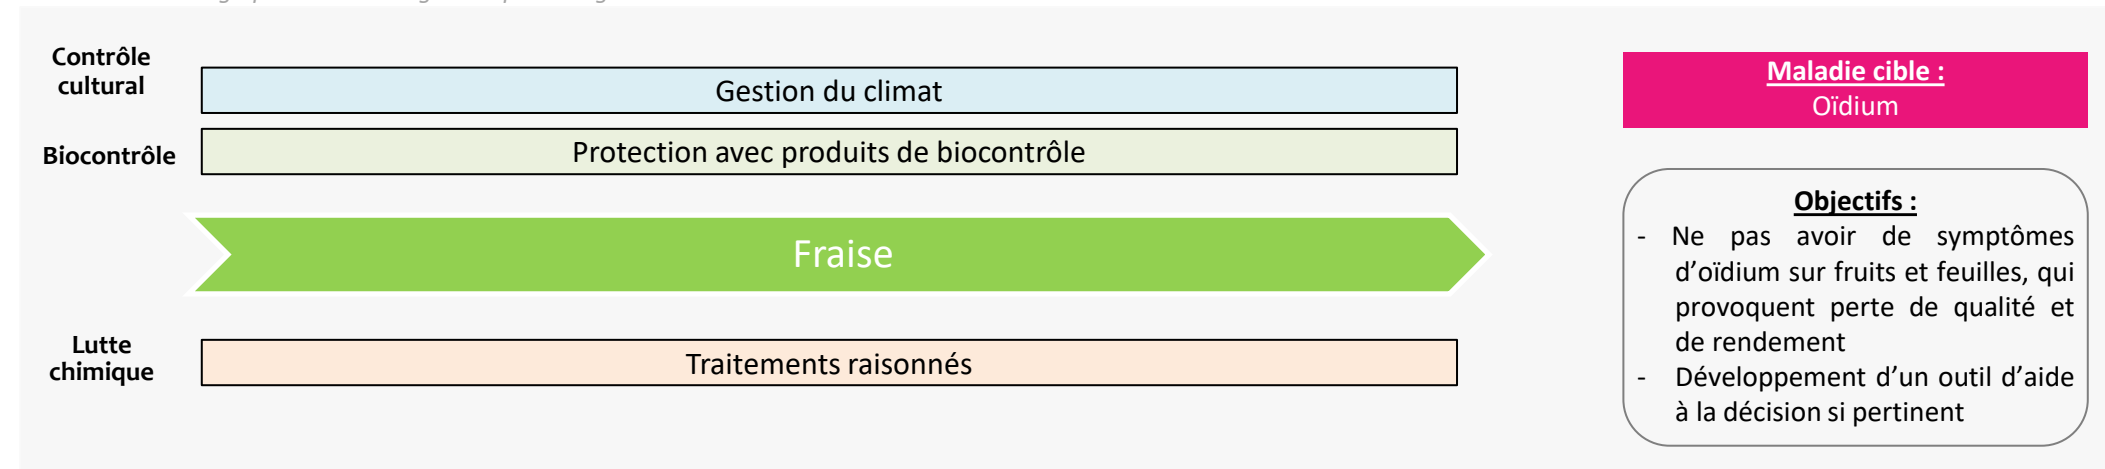 Contrôle
cultural
Gestion du climat
Biocontrôle
Protection avec produits de biocontrôle
Fraise
Lutte
chimique
Traitements raisonnés
Maladie cible :
Oïdium
Objectifs :
- Ne pas avoir de symptômes
d’oïdium sur fruits et feuilles, qui
provoquent perte de qualité et
de rendement
- Développement d’un outil d’aide
à la décision si pertinent